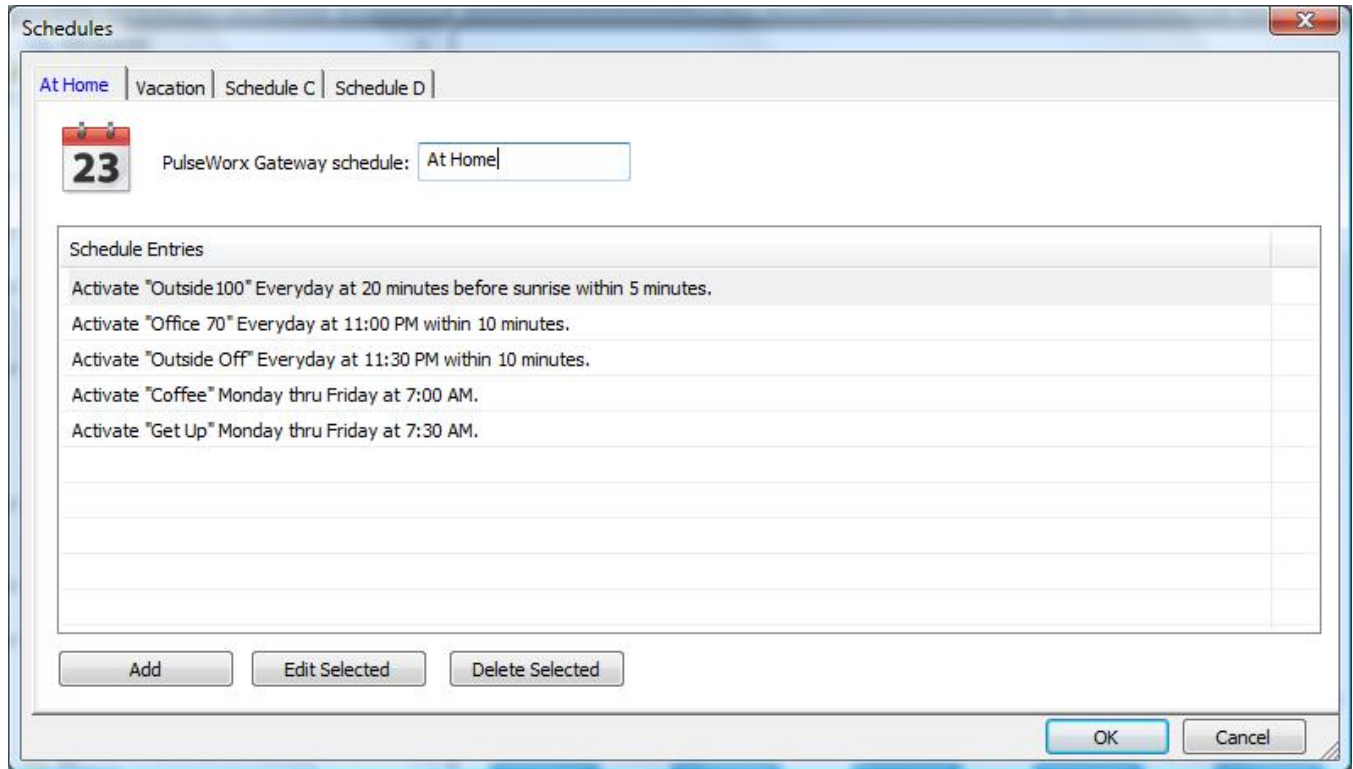 Schedules
At Home Vacation Schedule C Schedule D
23
PulseWorx Gateway schedule: At Home
Schedule Entries
Activate "Outside100" Everyday at 20 minutes before sunrise within 5 minutes.
Activate "Office 70" Everyday at 11:00 PM within 10 minutes.
Activate "Outside Off" Everyday at 11:30 PM within 10 minutes.
Activate "Coffee" Monday thru Friday at 7:00 AM.
Activate "Get Up" Monday thru Friday at 7:30 AM.
Add Edit Selected Delete Selected
OK Cancel